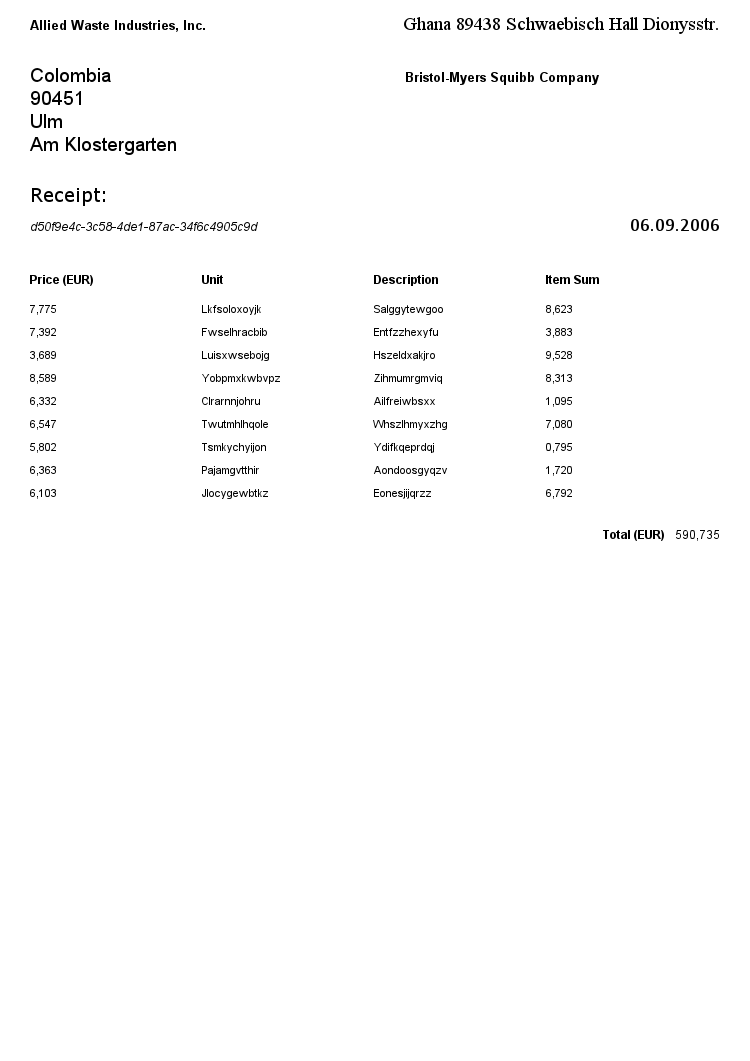 Allied Waste Industries, Inc.
Ghana 89438 Schwaebisch Hall Dionysstr.
Colombia
90451
Ulm
Am Klostergarten
Bristol-Myers Squibb Company
Receipt:
d50f9e4c-3c58-4de1-87ac-34f6c4905c9d
06.09.2006
Price (EUR) Unit Description Item Sum
7,775 Lkfsoloxoyjk Salggytewgoo 8,623
7,392 Fwselhracbib Entfzzhexyfu 3,883
3,689 Luisxwsebojg Hszeldxakjro 9,528
8,589 Yobpmxkwbvpz Zihmumrgmviq 8,313
6,332 Clrarnnjohru Ailfreiwbsxx 1,095
6,547 Twutmhlhqole Whszlhmyxzhg 7,080
5,802 Tsmkychyijon Ydifkqeprdqj 0,795
6,363 Pajamgvtthir Aondoosgyqzv 1,720
6,103 Jlocygewbtkz Eonesjijqrzz 6,792
Total (EUR) 590,735